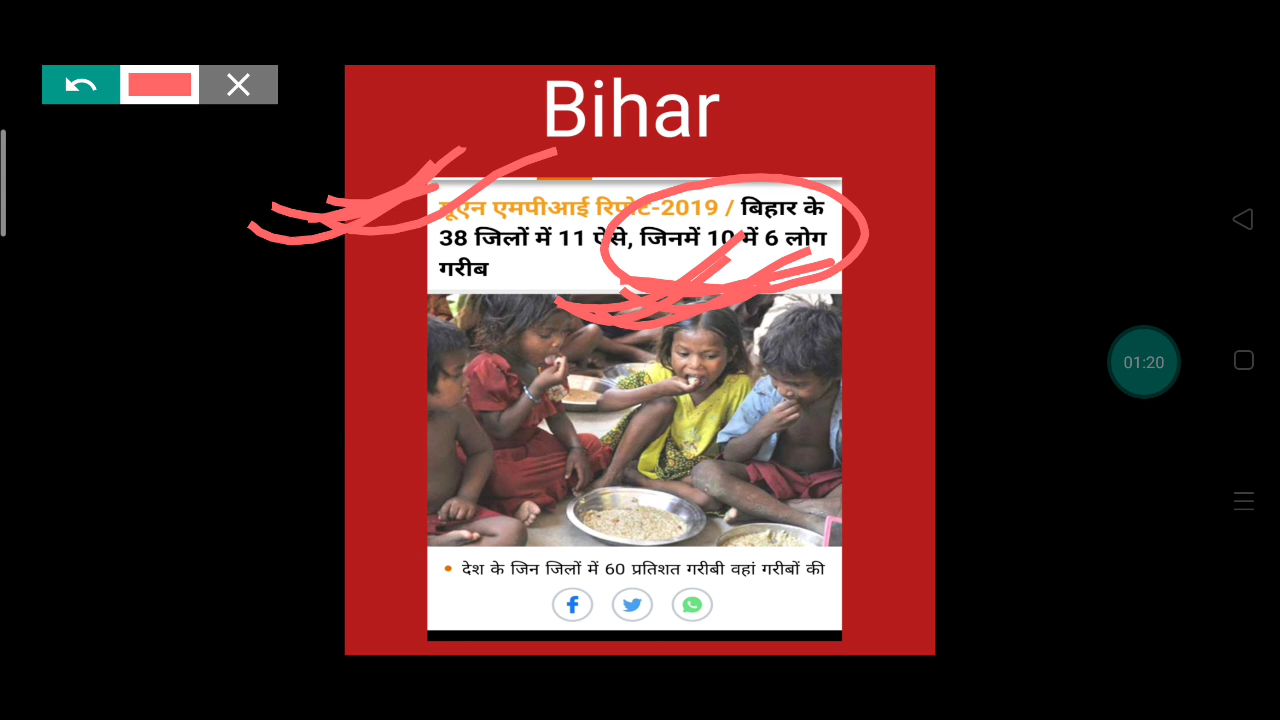 Bihar
यूएन एमपीआई रिपोर्ट-2019 / बिहार के
38 जिलों में 11 ऐसे, जिनमें 10 में 6 लोग
गरीब
01:20
देश के जिन जिलों में 60 प्रतिशत गरीबी वहां गरीबों की